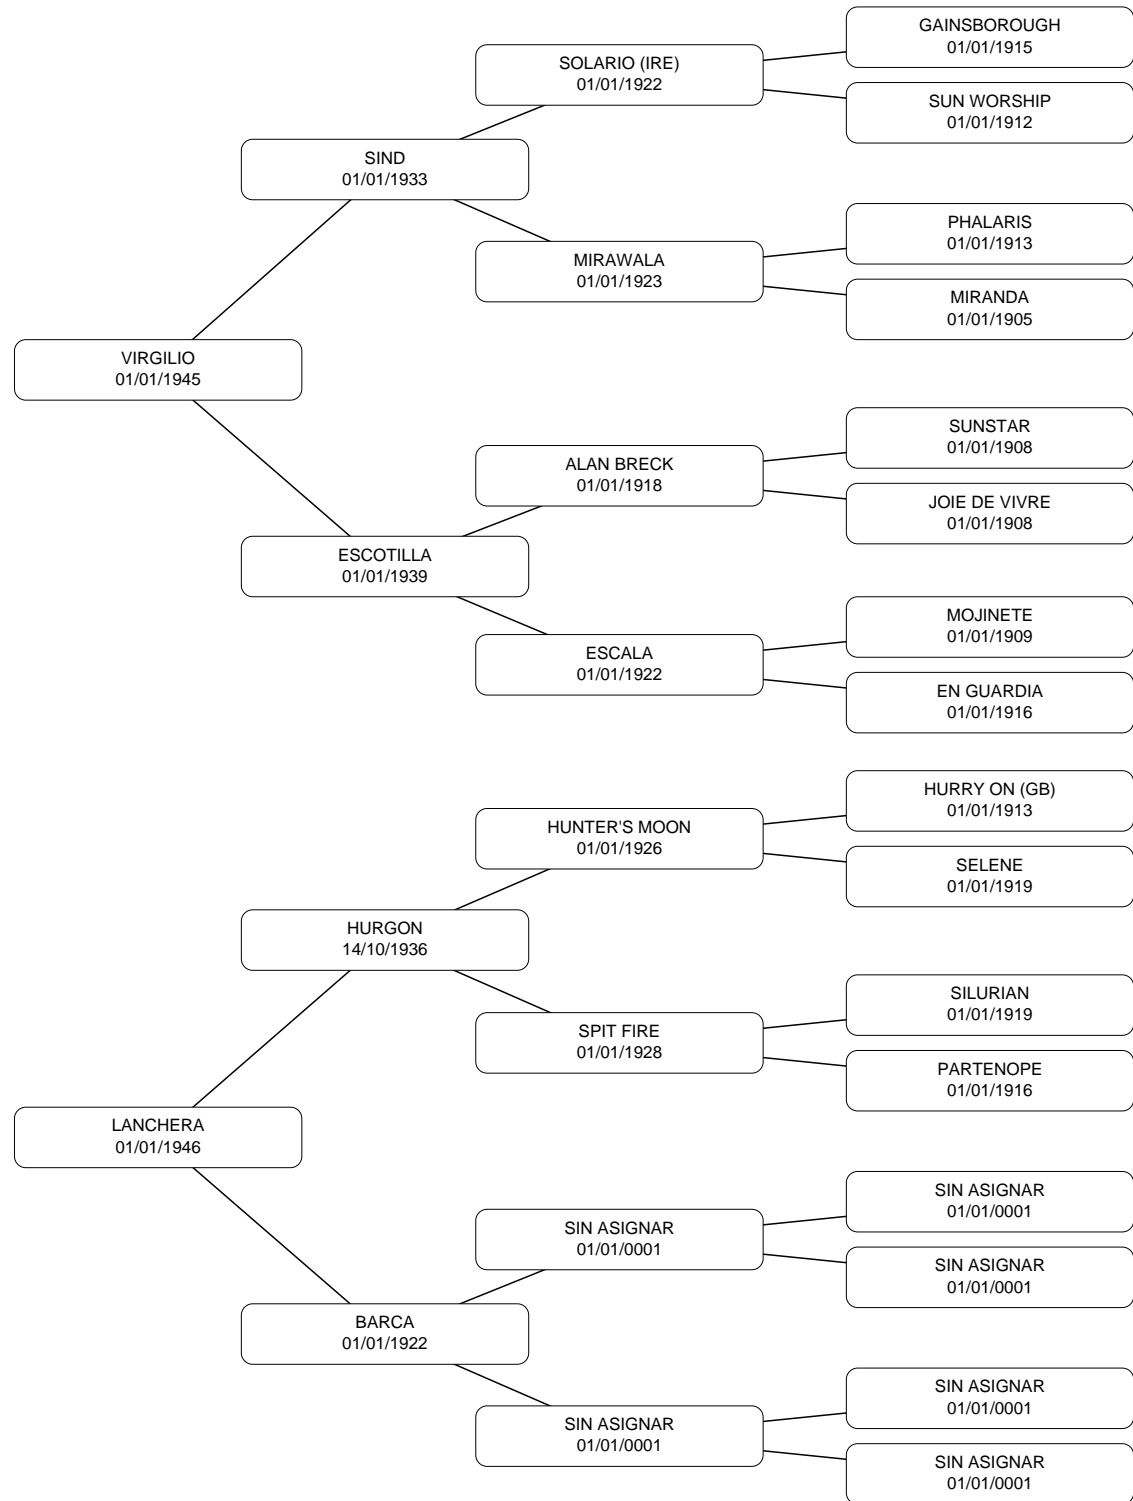 GAINSBOROUGH
01/01/1915
SOLARIO (IRE)
01/01/1922
SUN WORSHIP
01/01/1912
SIND
01/01/1933
PHALARIS
01/01/1913
MIRAWALA
01/01/1923
MIRANDA
01/01/1905
VIRGILIO
01/01/1945
SUNSTAR
01/01/1908
ALAN BRECK
01/01/1918
JOIE DE VIVRE
01/01/1908
ESCOTILLA
01/01/1939
MOJINETE
01/01/1909
ESCALA
01/01/1922
EN GUARDIA
01/01/1916
HURRY ON (GB)
01/01/1913
HUNTER'S MOON
01/01/1926
SELENE
01/01/1919
HURGON
14/10/1936
SILURIAN
01/01/1919
SPIT FIRE
01/01/1928
PARTENOPE
01/01/1916
LANCHERA
01/01/1946
SIN ASIGNAR
01/01/0001
SIN ASIGNAR
01/01/0001
SIN ASIGNAR
01/01/0001
BARCA
01/01/1922
SIN ASIGNAR
01/01/0001
SIN ASIGNAR
01/01/0001
SIN ASIGNAR
01/01/0001